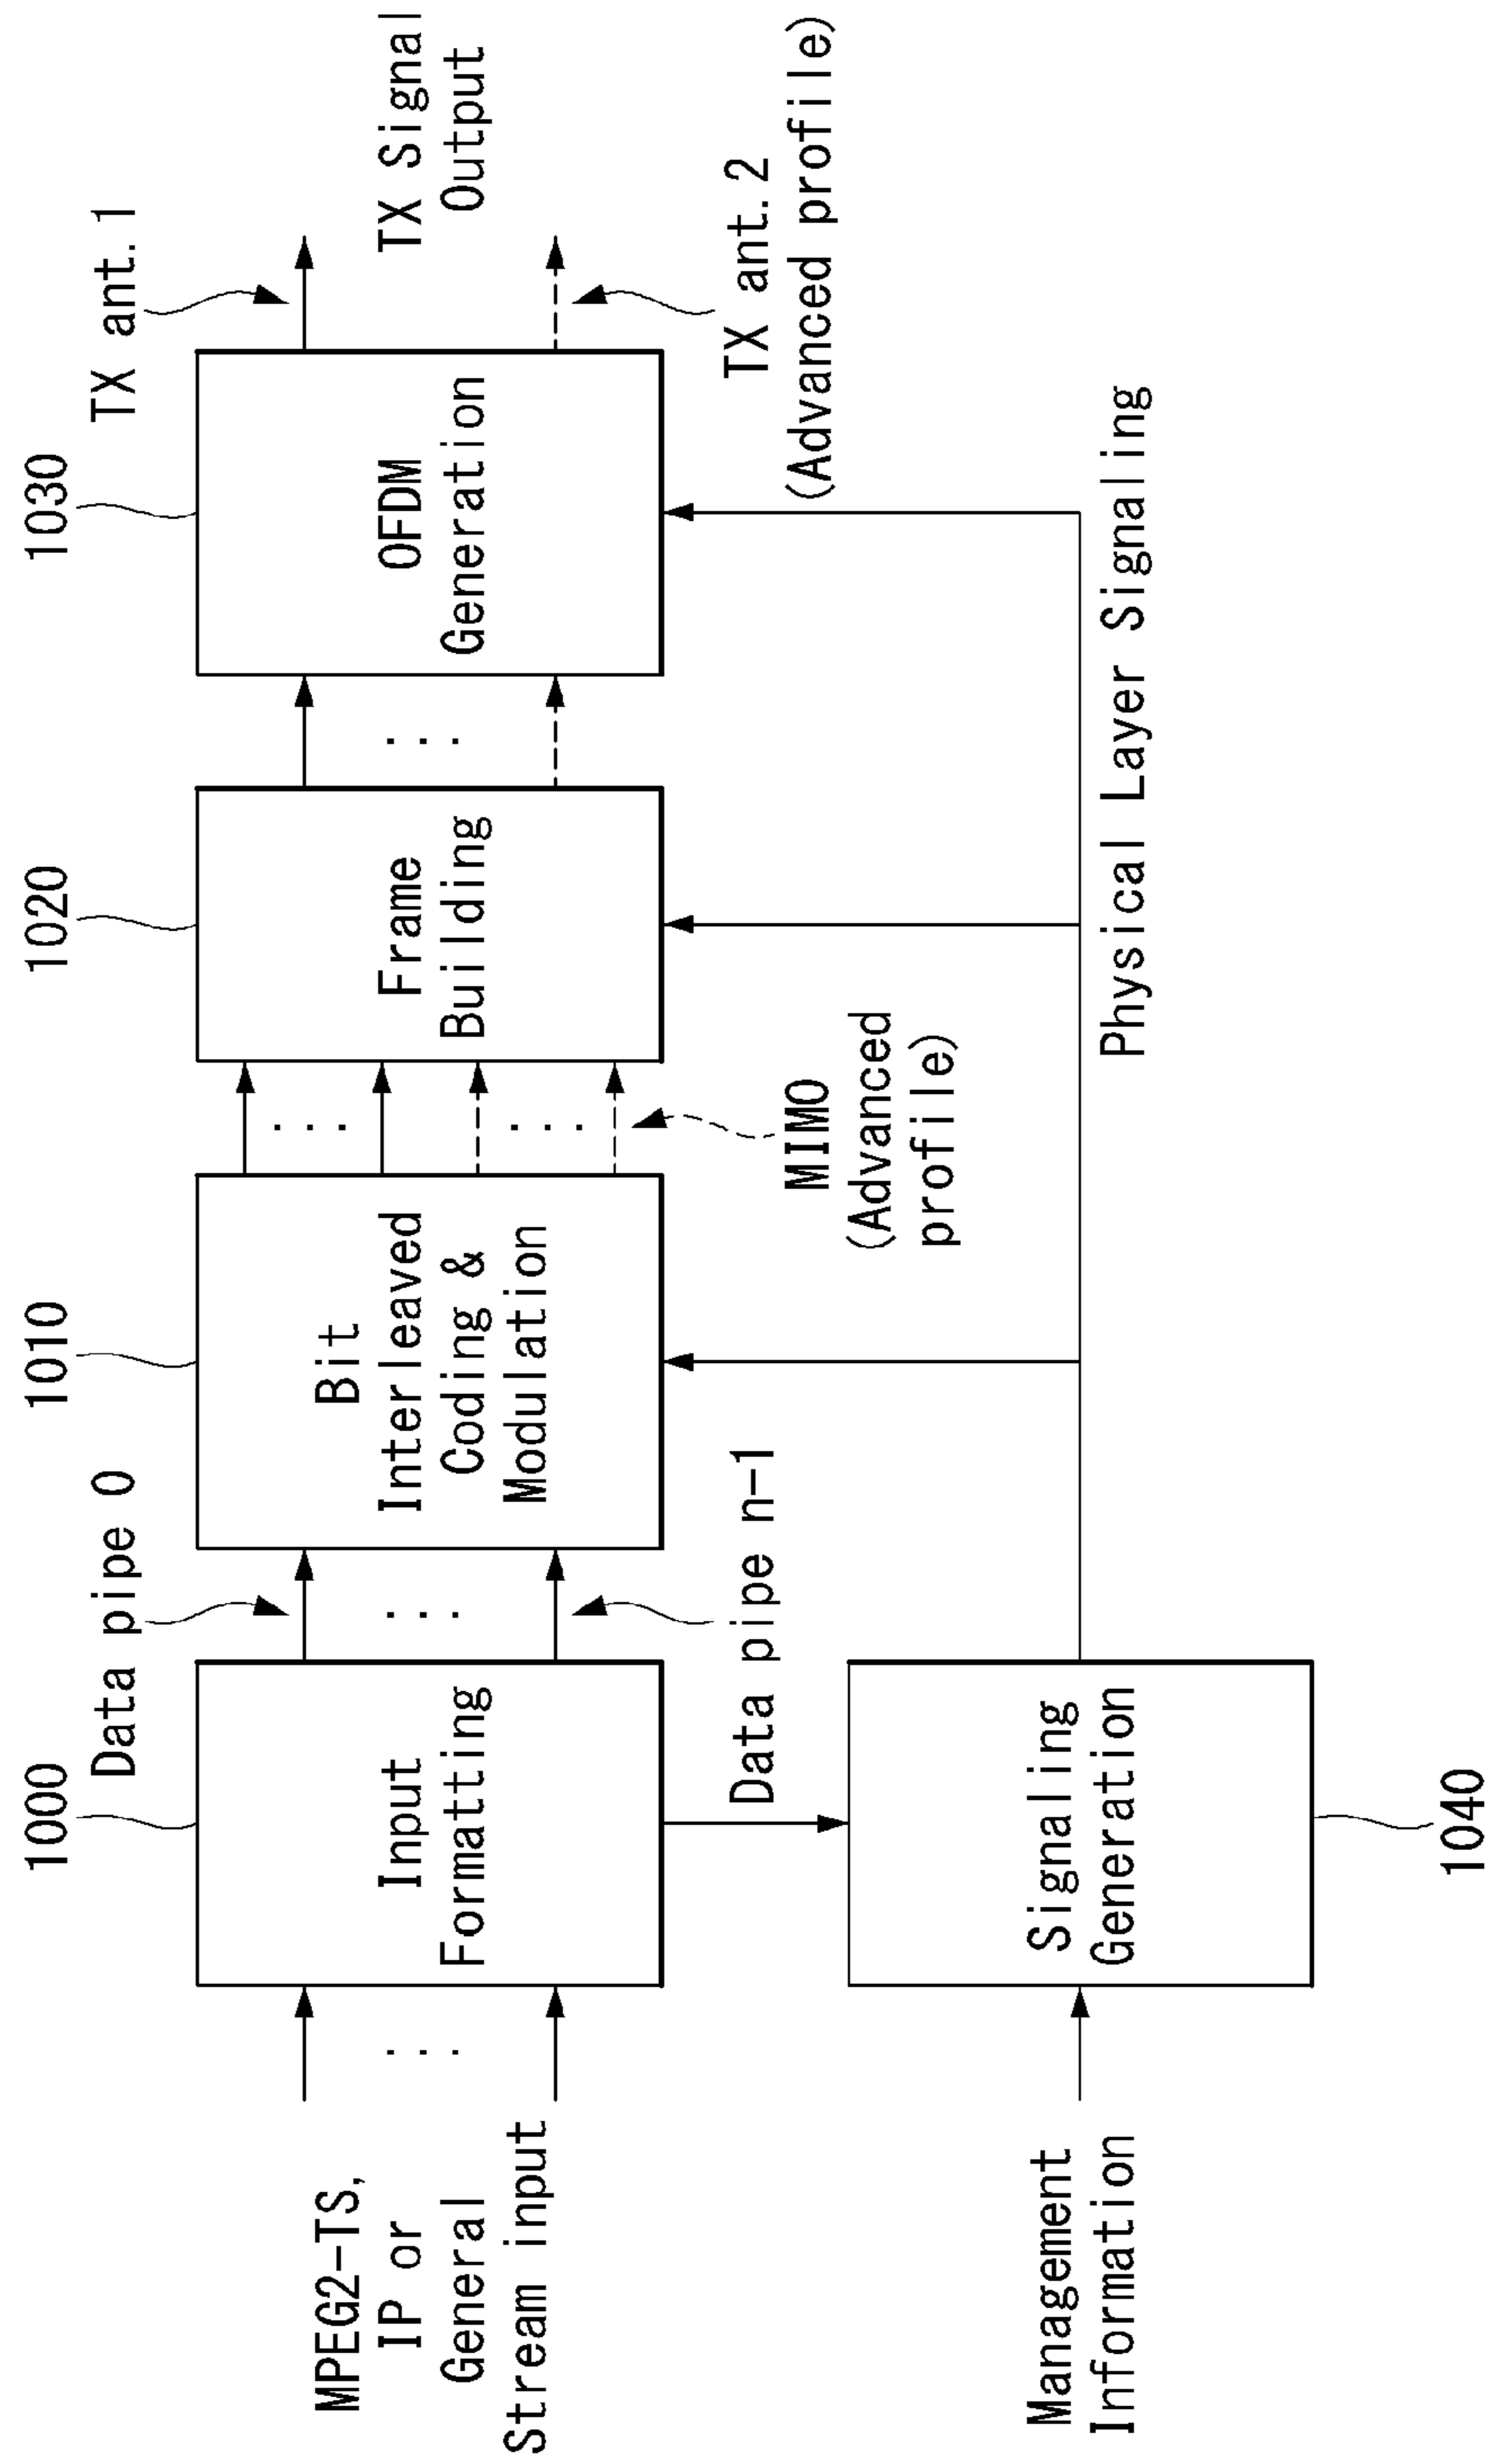 1000
1010
1020
1030
Data pipe 0
TX ant.1
MPEG2-TS,
IP or
General
Stream input
Input
Formatting
Bit
Interleaved
Coding &
Modulation
Frame
Building
OFDM
Generation
TX Signal
Output
Data pipe n-1
MIMO
(Advanced
profile)
TX ant.2
(Advanced profile)
Management
Information
Signaling
Generation
Physical Layer Signaling
1040